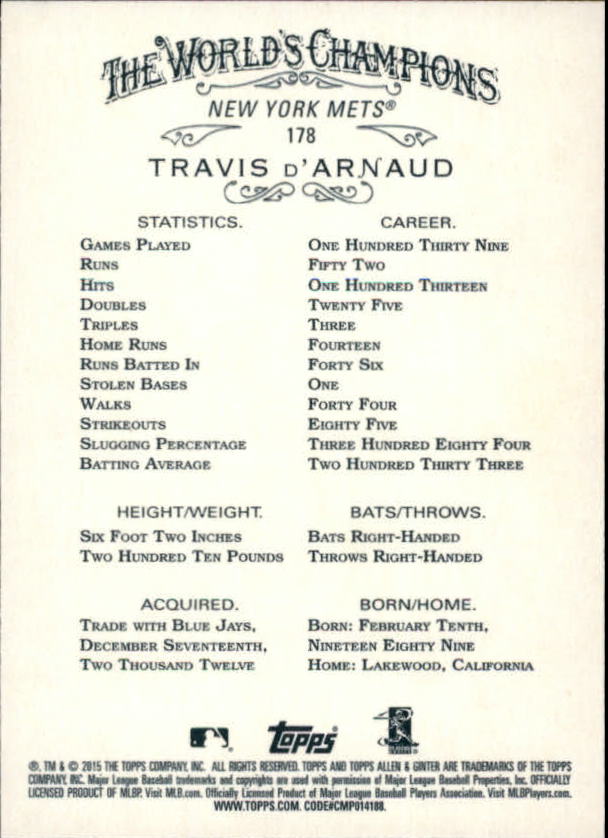 THE WORLD'S CHAMPIONS
NEW YORK METS®
178
TRAVIS D'ARNAUD
STATISTICS. CAREER.
GAMES PLAYED ONE HUNDRED THIRTY NINE
RUNS FIFTY TWO
HITS ONE HUNDRED THIRTEEN
DOUBLES TWENTY FIVE
TRIPLES THREE
HOME RUNS FOURTEEN
RUNS BATTED IN FORTY SIX
STOLEN BASES ONE
WALKS FORTY FOUR
STRIKEOUTS EIGHTY FIVE
SLUGGING PERCENTAGE THREE HUNDRED EIGHTY FOUR
BATTING AVERAGE TWO HUNDRED THIRTY THREE
HEIGHT/WEIGHT. BATS/THROWS.
SIX FOOT TWO INCHES BATS RIGHT-HANDED
TWO HUNDRED TEN POUNDS THROWS RIGHT-HANDED
ACQUIRED. BORN/HOME.
TRADE WITH BLUE JAYS, BORN: FEBRUARY TENTH,
DECEMBER SEVENTEENTH, NINETEEN EIGHTY NINE
TWO THOUSAND TWELVE HOME: LAKEWOOD, CALIFORNIA
TOPPS
®, TM & © 2015 THE TOPPS COMPANY, INC. ALL RIGHTS RESERVED. TOPPS AND TOPPS ALLEN & GINTER ARE TRADEMARKS OF THE TOPPS
COMPANY, INC. Major League Baseball trademarks and copyrights are used with permission of Major League Baseball Properties, Inc. OFFICIALLY
LICENSED PRODUCT OF MLBP. Visit MLB.com. Officially Licensed Product of Major League Baseball Players Association. Visit MLBPlayers.com.
WWW.TOPPS.COM. CODE#CMP014188.